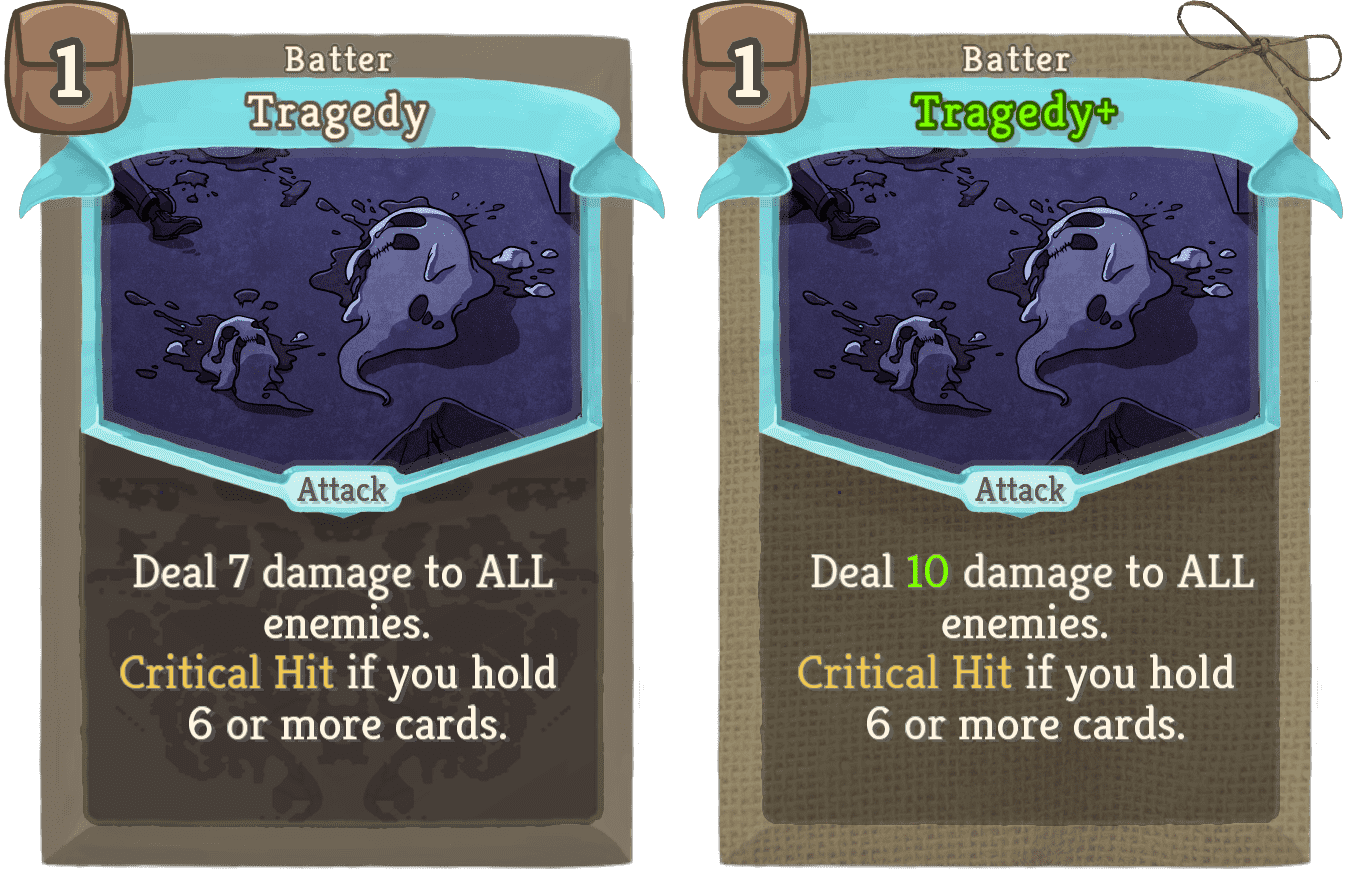 1
Batter
Tragedy
Attack
Deal 7 damage to ALL
enemies.
Critical Hit if you hold
6 or more cards.
1
Batter
Tragedy+
Attack
Deal 10 damage to ALL
enemies.
Critical Hit if you hold
6 or more cards.